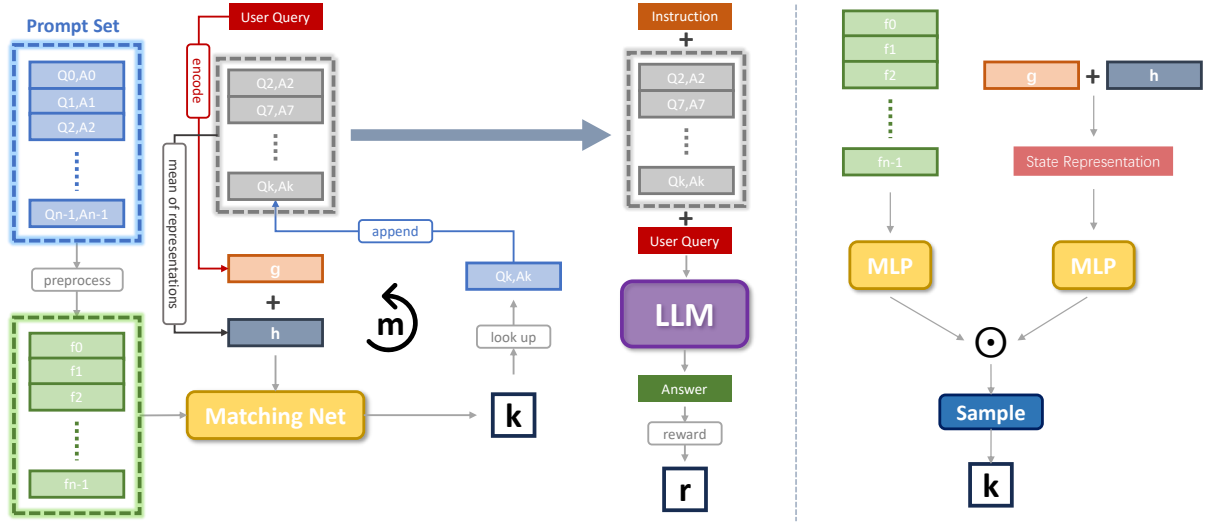 Prompt Set
Q0,A0
Q1,A1
Q2,A2
Qn-1,An-1
preprocess
f0
f1
f2
fn-1
User Query
encode
mean of representations
Q2,A2
Q7,A7
Qk,Ak
append
g
+
h
m
Qk,Ak
look up
Matching Net
k
Instruction
+
Q2,A2
Q7,A7
Qk,Ak
+
User Query
LLM
Answer
reward
r
f0
f1
f2
fn-1
g + h
State Representation
MLP
MLP
Sample
k